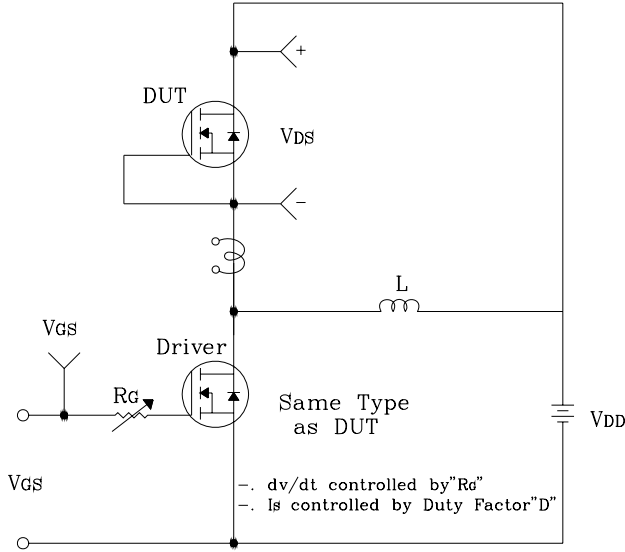 +
DUT
VDS
-
L
VGS
Driver
RG
Same Type
as DUT
VDD
VGS
-. dv/dt controlled by"RG"
-. Is controlled by Duty Factor"D"